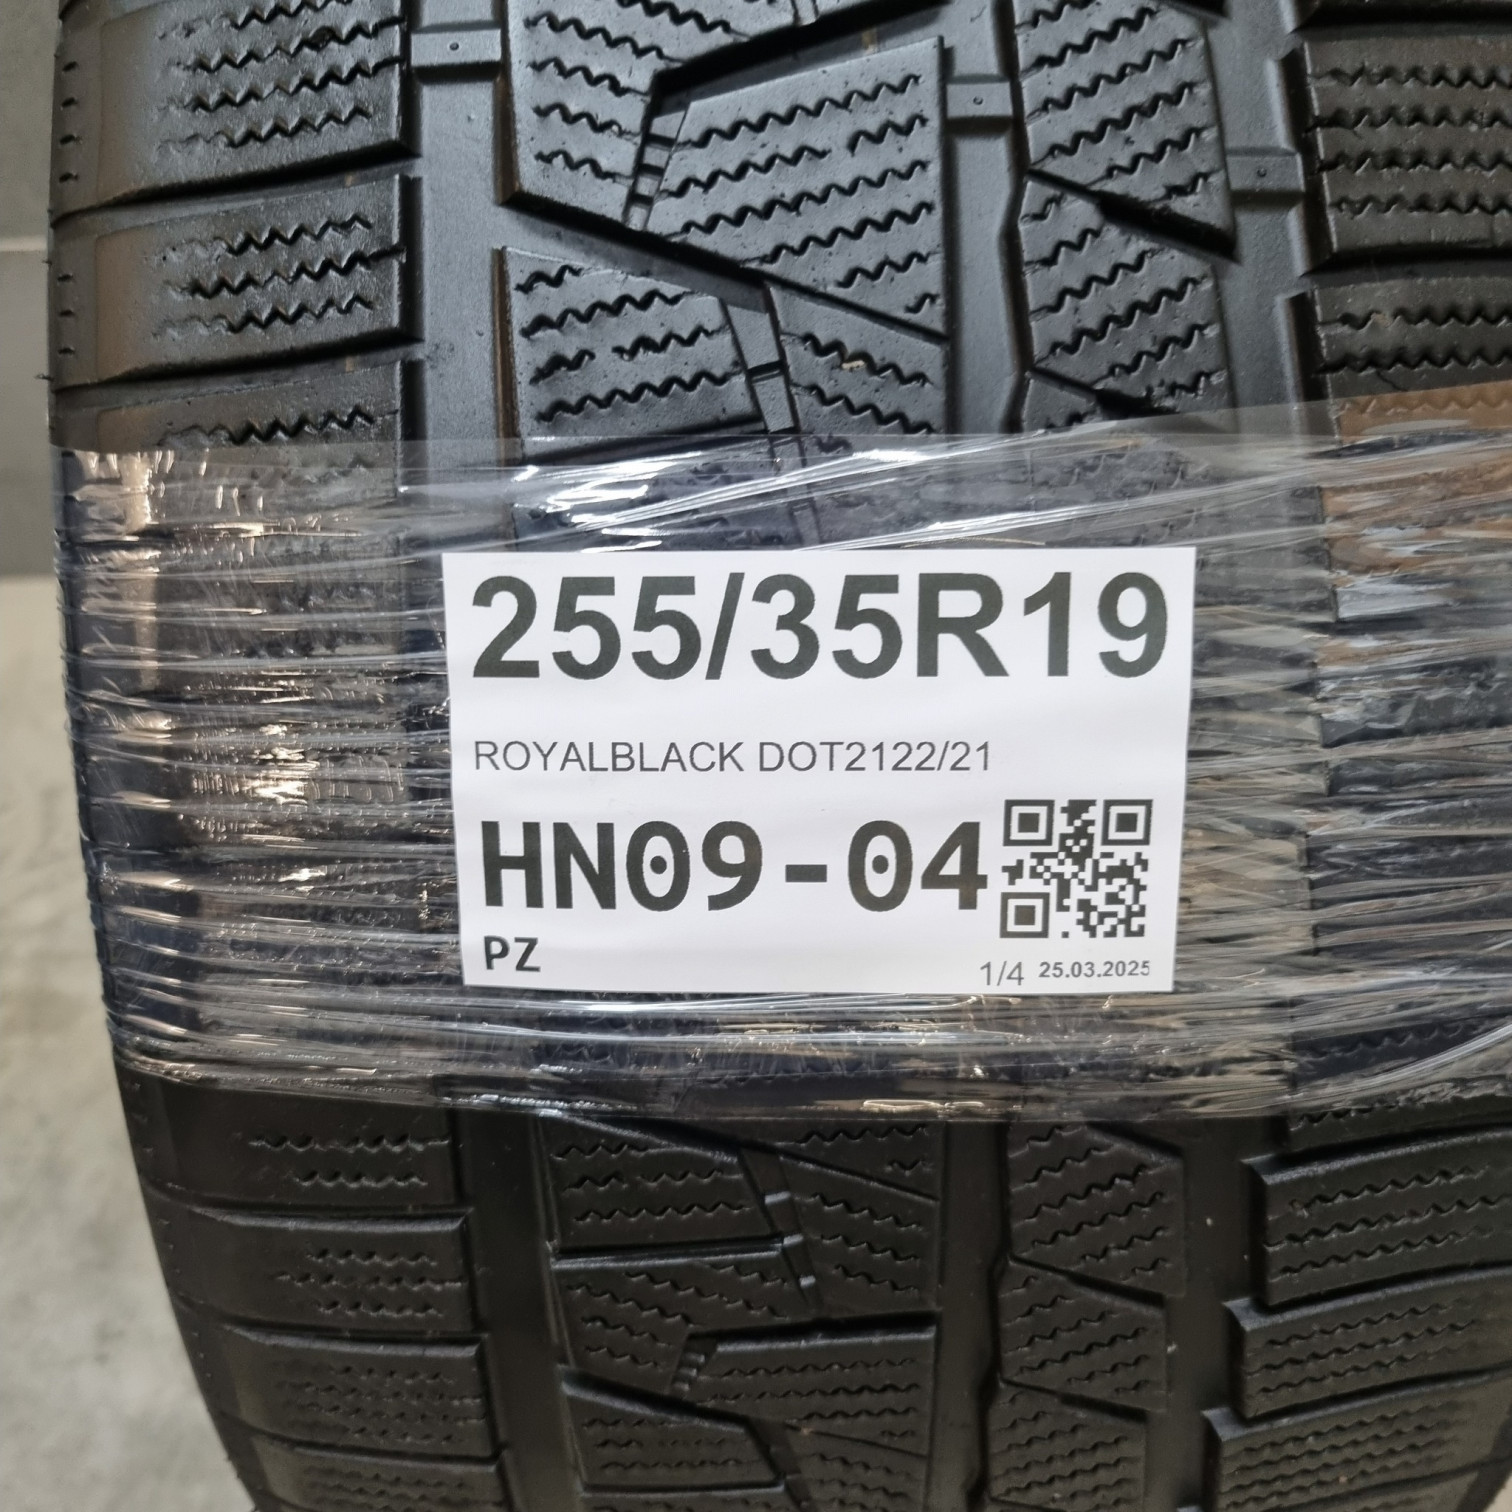 255/35R19
ROYALBLACK DOT2122/21
HN09-04
PZ
1/4 25.03.2025